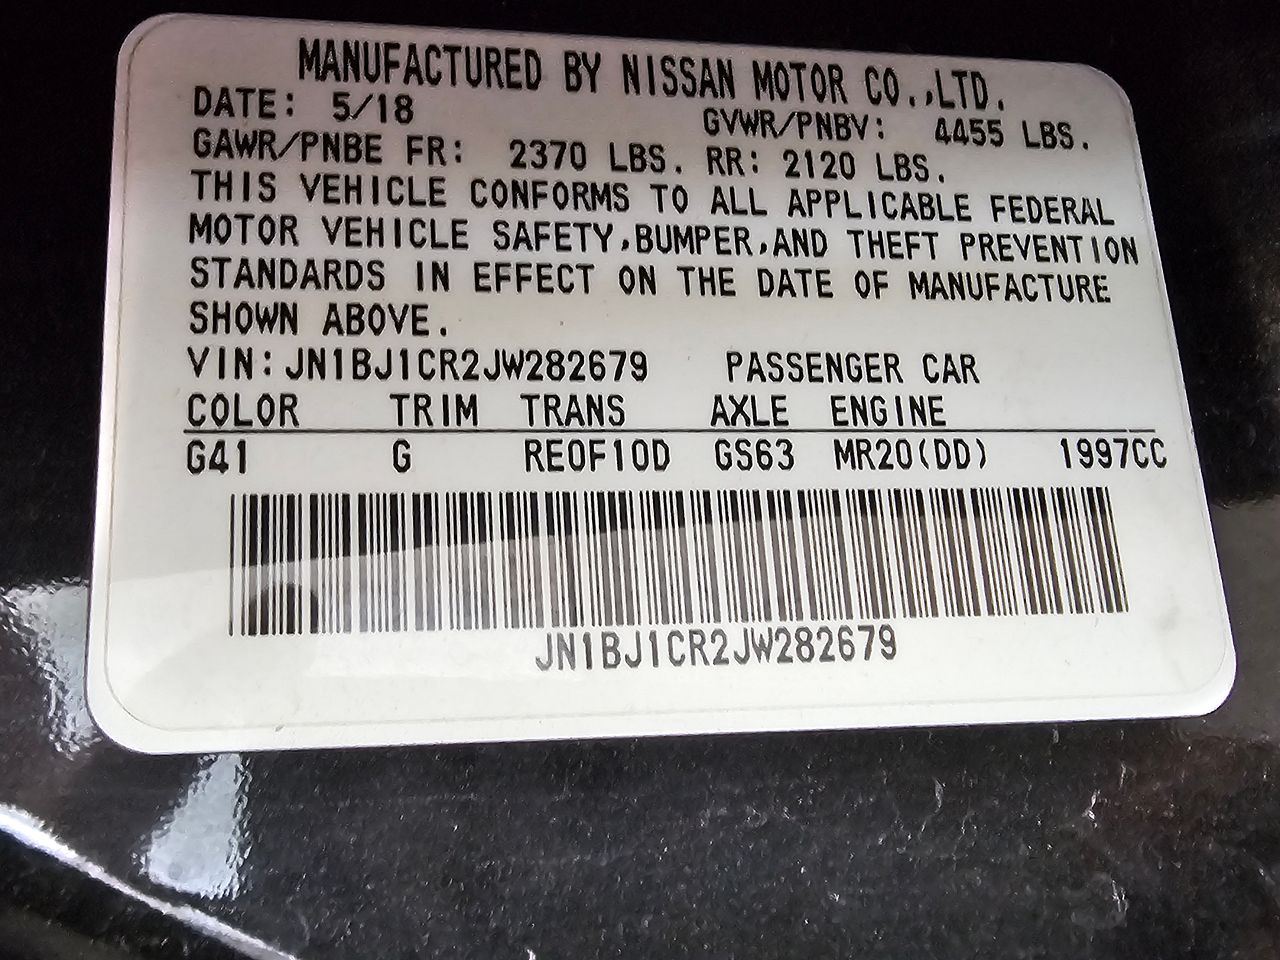 MANUFACTURED BY NISSAN MOTOR CO.,LTD.
DATE: 5/18 GVWR/PNBV: 4455 LBS.
GAWR/PNBE FR: 2370 LBS. RR: 2120 LBS.
THIS VEHICLE CONFORMS TO ALL APPLICABLE FEDERAL
MOTOR VEHICLE SAFETY,BUMPER,AND THEFT PREVENTION
STANDARDS IN EFFECT ON THE DATE OF MANUFACTURE
SHOWN ABOVE.
VIN:JN1BJ1CR2JW282679 PASSENGER CAR
COLOR TRIM TRANS AXLE ENGINE
G41 G RE0F10D GS63 MR20(DD) 1997CC
JN1BJ1CR2JW282679